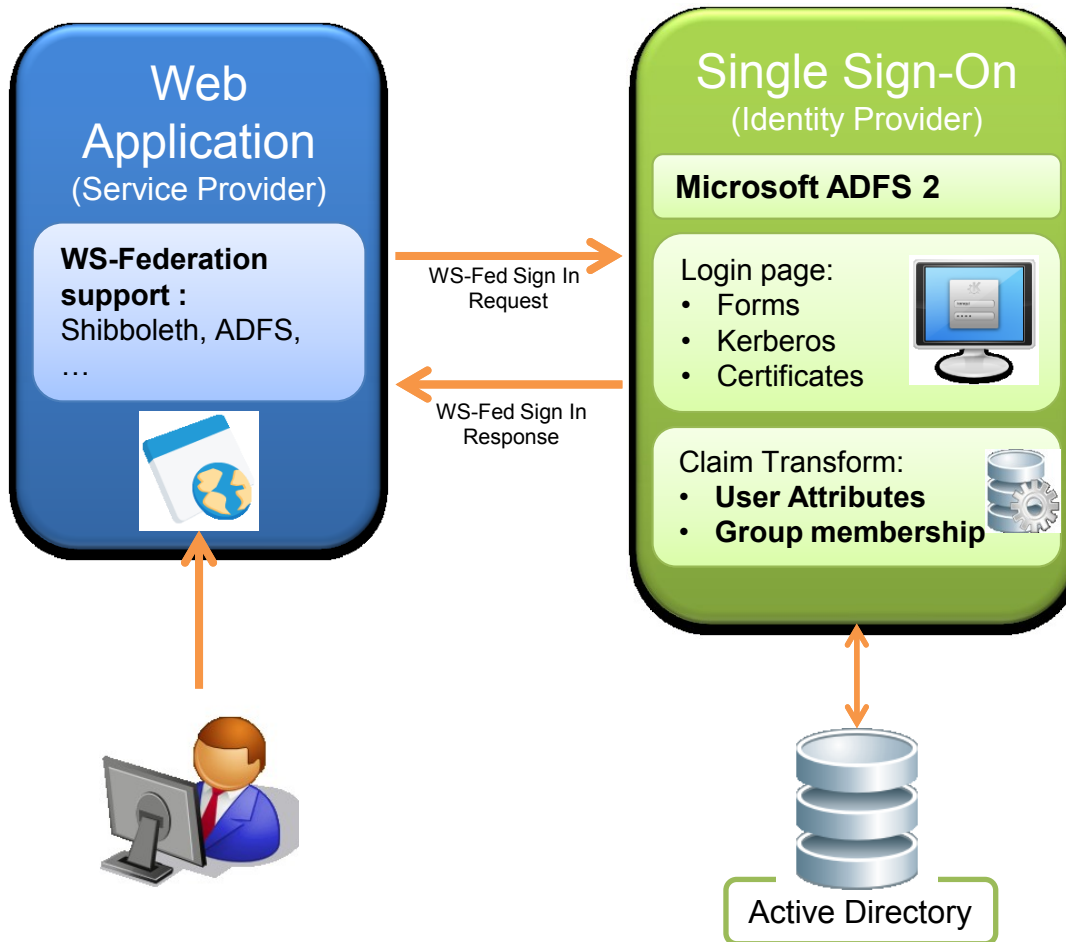 Web
Application
(Service Provider)
WS-Federation
support :
Shibboleth, ADFS,
…
WS-Fed Sign In
Request
WS-Fed Sign In
Response
Single Sign-On
(Identity Provider)
Microsoft ADFS 2
Login page:
• Forms
• Kerberos
• Certificates
Claim Transform:
• User Attributes
• Group membership
Active Directory